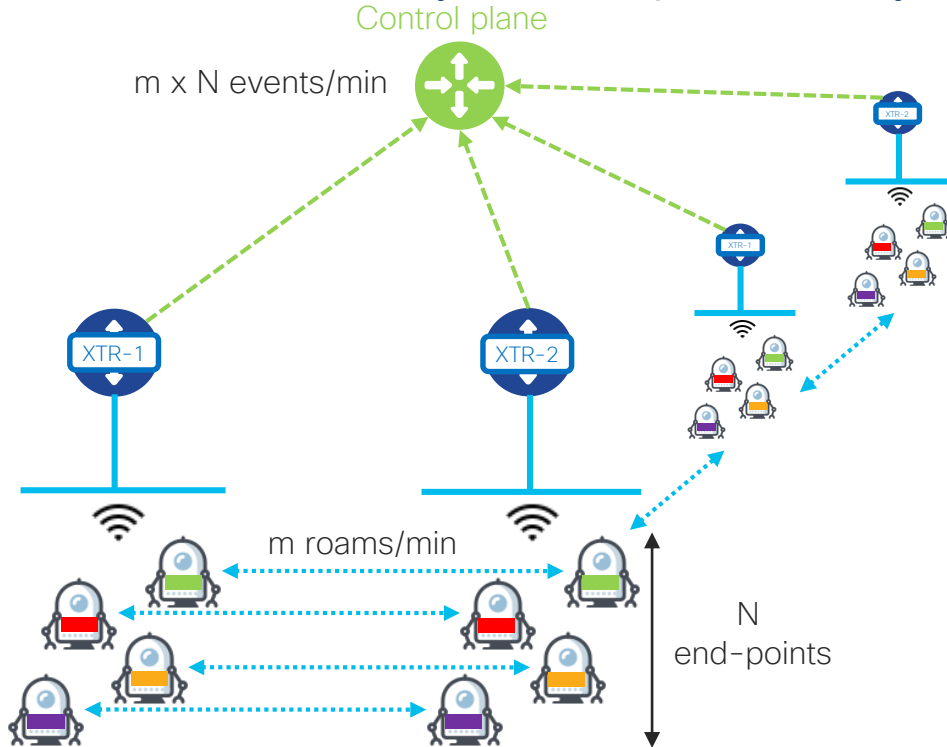 Control plane
m x N events/min
XTR-2
XTR-1
XTR-1
XTR-2
m roams/min
N
end-points